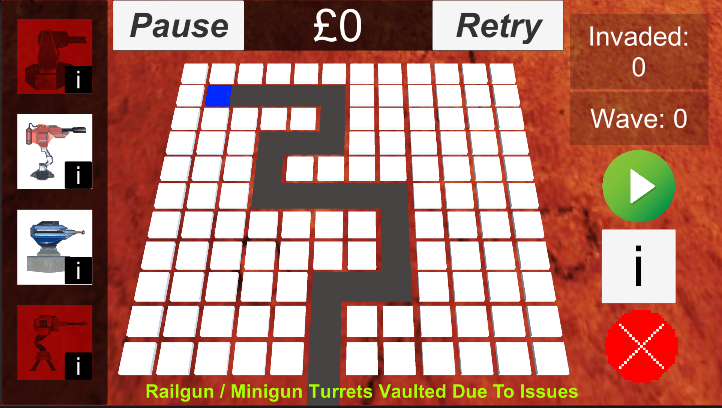 Pause
£0
Retry
Invaded:
0
Wave: 0
i
i
i
i
i
Railgun / Minigun Turrets Vaulted Due To Issues